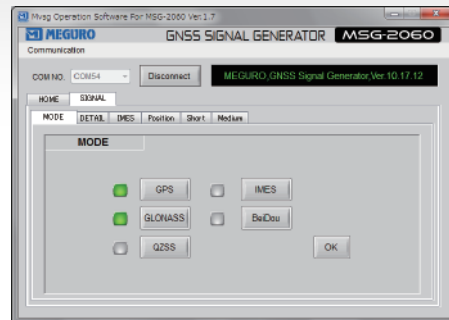 Mvsg Operation Software For MSG-2060 Ver.1.7
MEGURO GNSS SIGNAL GENERATOR MSG-2060
Communication
COM NO. COM54 Disconnect MEGURO,GNSS Signal Generator,Ver.10.17.12
HOME SIGNAL
MODE DETAIL IMES Position Short Medium
MODE
GPS IMES
GLONASS BeiDou
QZSS OK